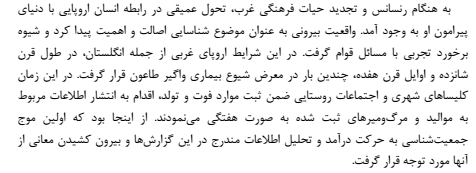 به هنگام رنسانس و تجدید حیات فرهنگی غرب، تحول عمیقی در رابطه انسان اروپایی با دنیای
پیرامون او به وجود آمد. واقعیت بیرونی به عنوان موضوع شناسایی اصالت و اهمیت پیدا کرد و شیوه
برخورد تجربی با مسائل قوام گرفت. در این شرایط اروپای غربی از جمله انگلستان، در طول قرن
شانزده و اوایل قرن هفده، چندین بار در معرض شیوع بیماری واگیر طاعون قرار گرفت. در این زمان
کلیساهای شهری و اجتماعات روستایی ضمن ثبت موارد فوت و تولد، اقدام به انتشار اطلاعات مربوط
به موالید و مرگ‌ومیرهای ثبت شده به صورت هفتگی می‌نمودند. از اینجا بود که اولین موج
جمعیت‌شناسی به حرکت درآمد و تحلیل اطلاعات مندرج در این گزارش‌ها و بیرون کشیدن معانی از
آنها مورد توجه قرار گرفت.